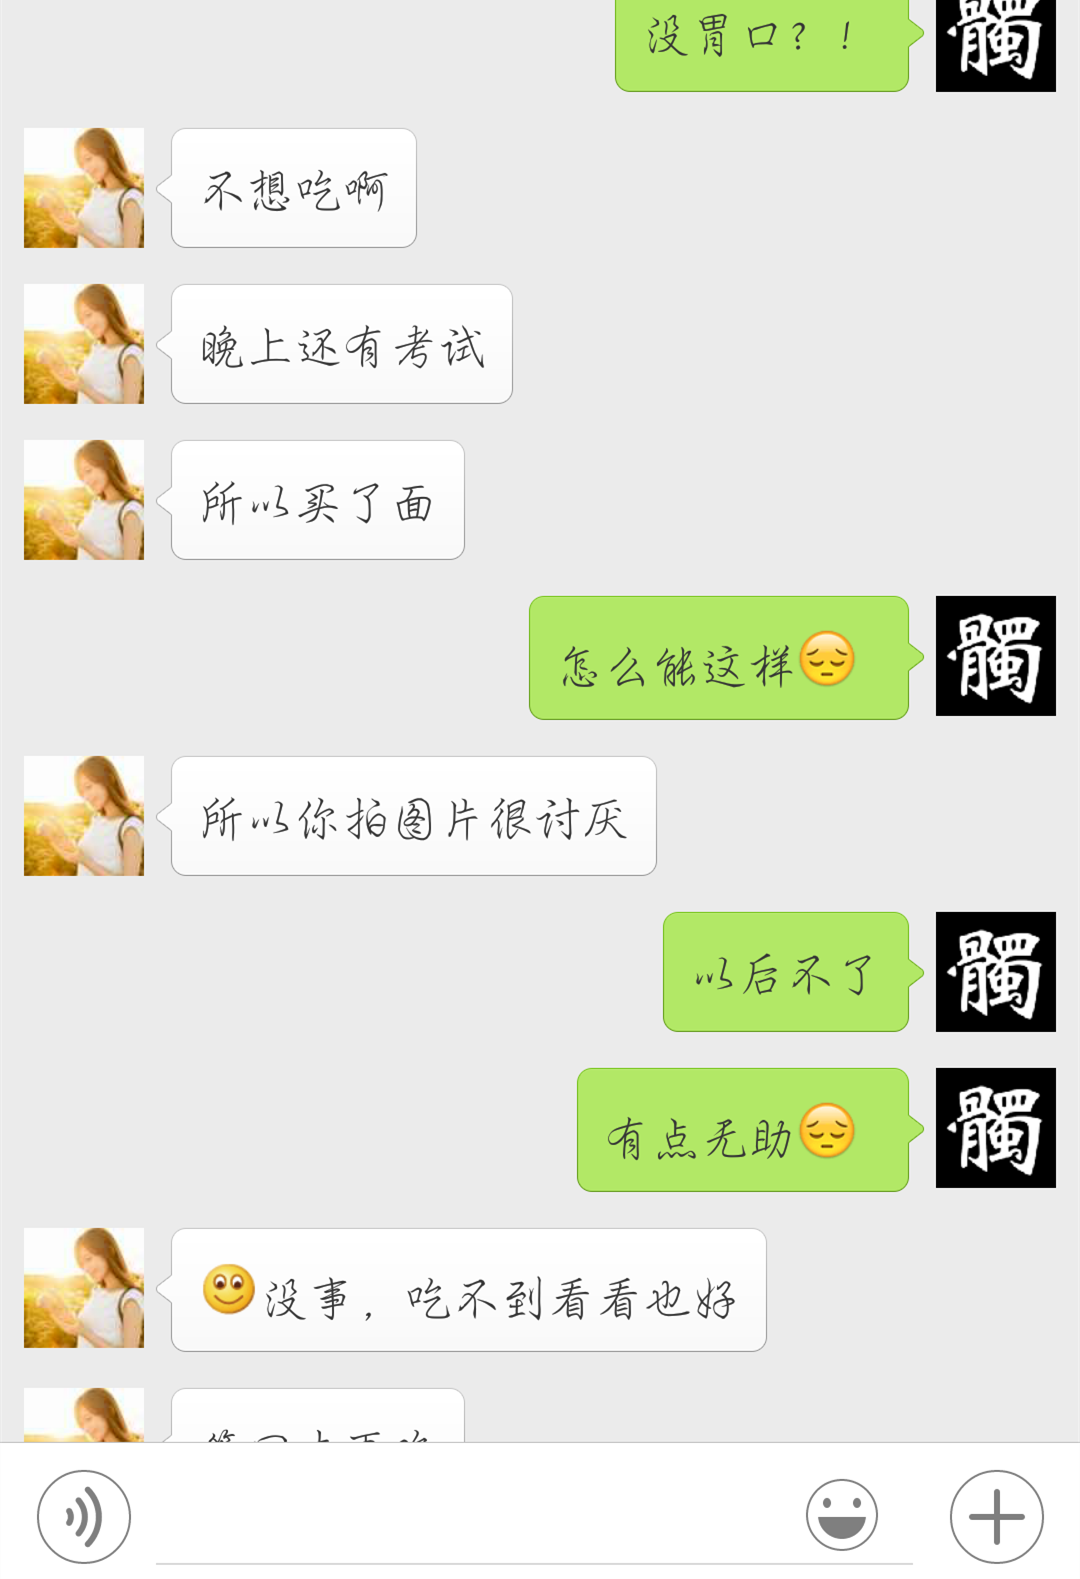 没胃口？！
髑
不想吃啊
晚上还有考试
所以买了面
怎么能这样😔
髑
所以你拍图片很讨厌
以后不了
髑
有点无助😔
髑
🙂没事，吃不到看看也好